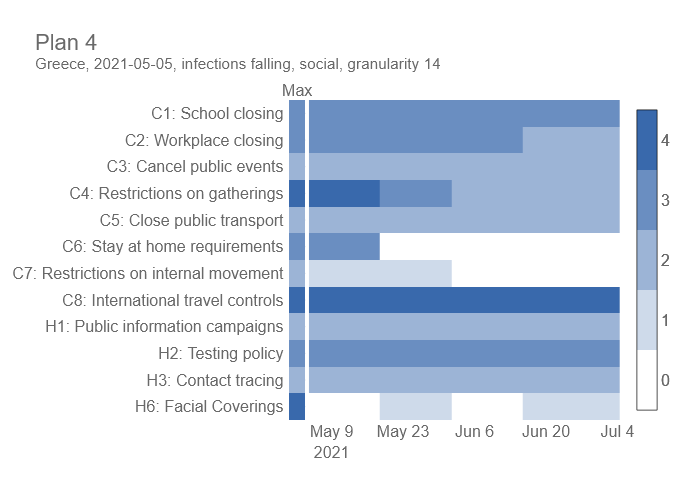 Plan 4
Greece, 2021-05-05, infections falling, social, granularity 14
Max
C1: School closing
C2: Workplace closing
C3: Cancel public events
C4: Restrictions on gatherings
C5: Close public transport
C6: Stay at home requirements
C7: Restrictions on internal movement
C8: International travel controls
H1: Public information campaigns
H2: Testing policy
H3: Contact tracing
H6: Facial Coverings
4
3
2
1
0
May 9 May 23 Jun 6 Jun 20 Jul 4
2021